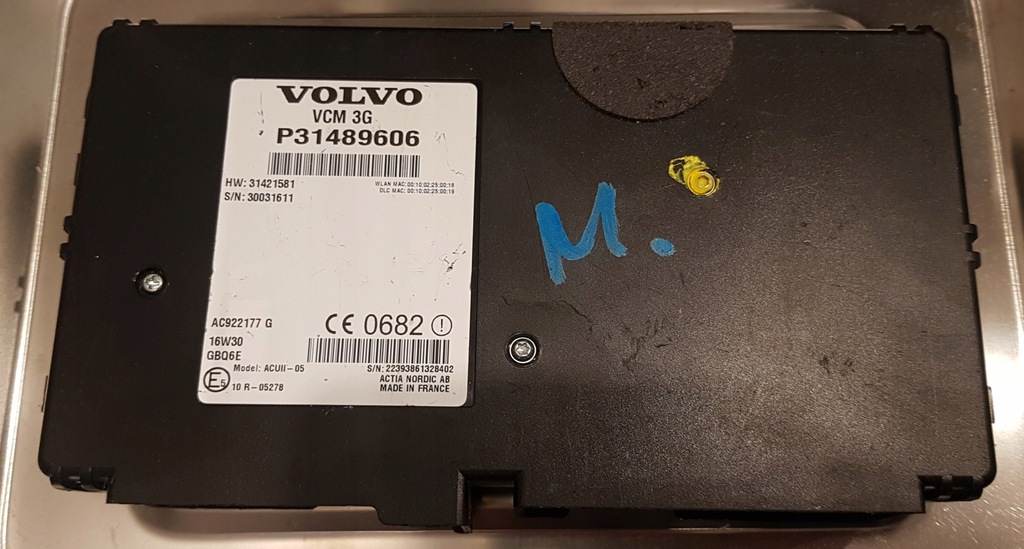 VOLVO
VCM 3G
P31489606
HW: 31421581
WLAN MAC: 00:10:02:25:00:18
S/N: 30031611
DLC MAC: 00:10:02:25:00:19
M.
AC922177 G
CE 0682
16W30
GBQ6E
Model: ACUII-05
S/N: 22393861328402
E5
10 R-05278
ACTIA NORDIC AB
MADE IN FRANCE